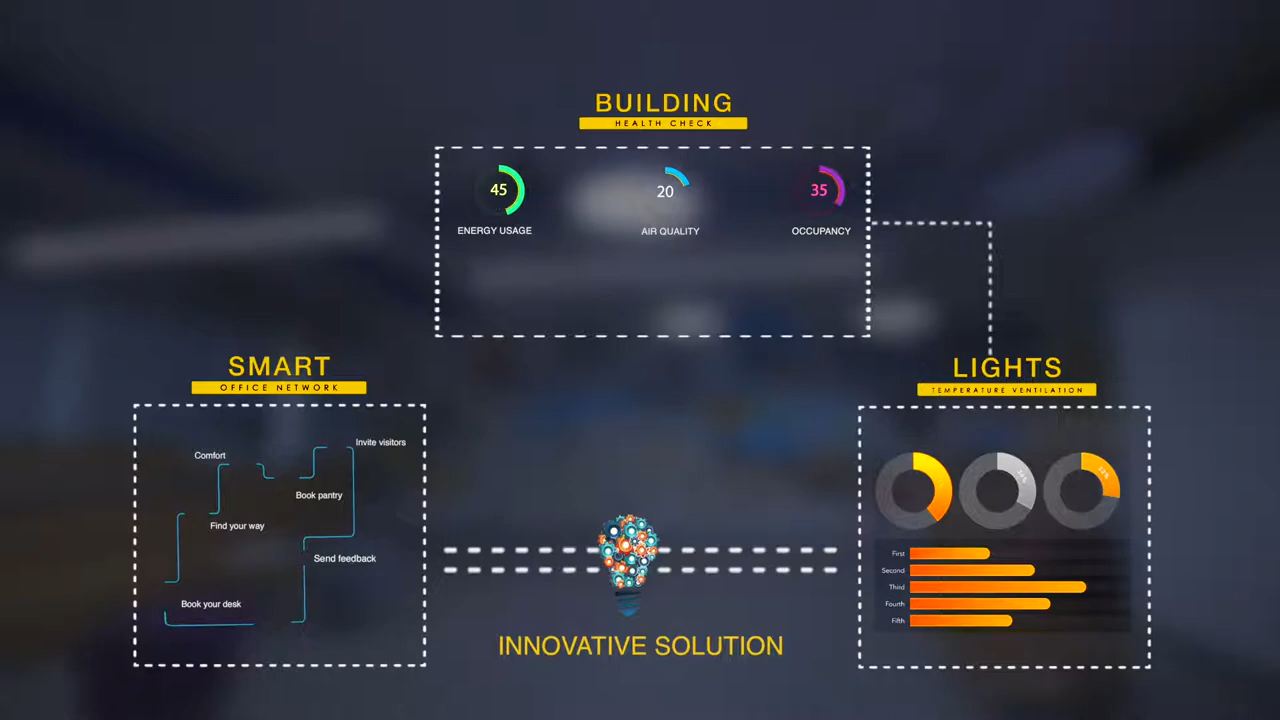 BUILDING
HEALTH CHECK
45
20
35
ENERGY USAGE
AIR QUALITY
OCCUPANCY
SMART
OFFICE NETWORK
Invite visitors
Comfort
Book pantry
Find your way
Send feedback
Book your desk
INNOVATIVE SOLUTION
LIGHTS
TEMPERATURE VENTILATION
First
Second
Third
Fourth
Fifth